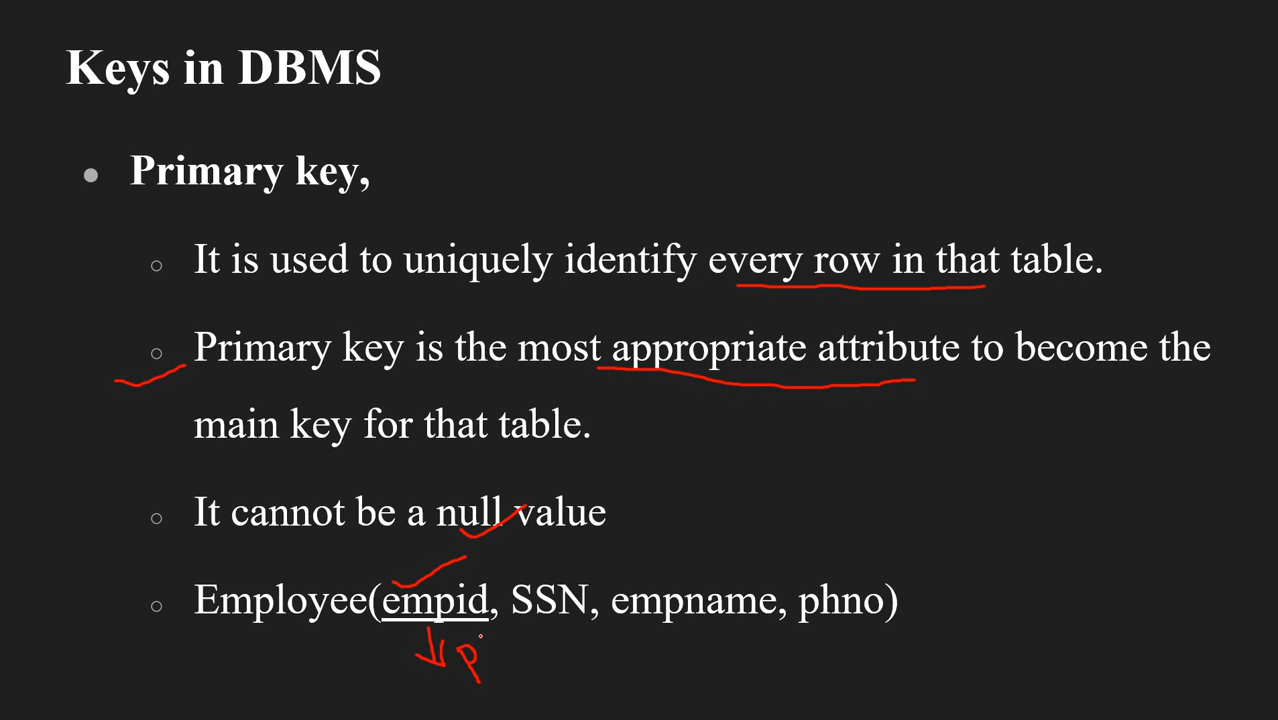 Keys in DBMS
Primary key,
It is used to uniquely identify every row in that table.
Primary key is the most appropriate attribute to become the
main key for that table.
It cannot be a null value
Employee(empid, SSN, empname, phno)
p